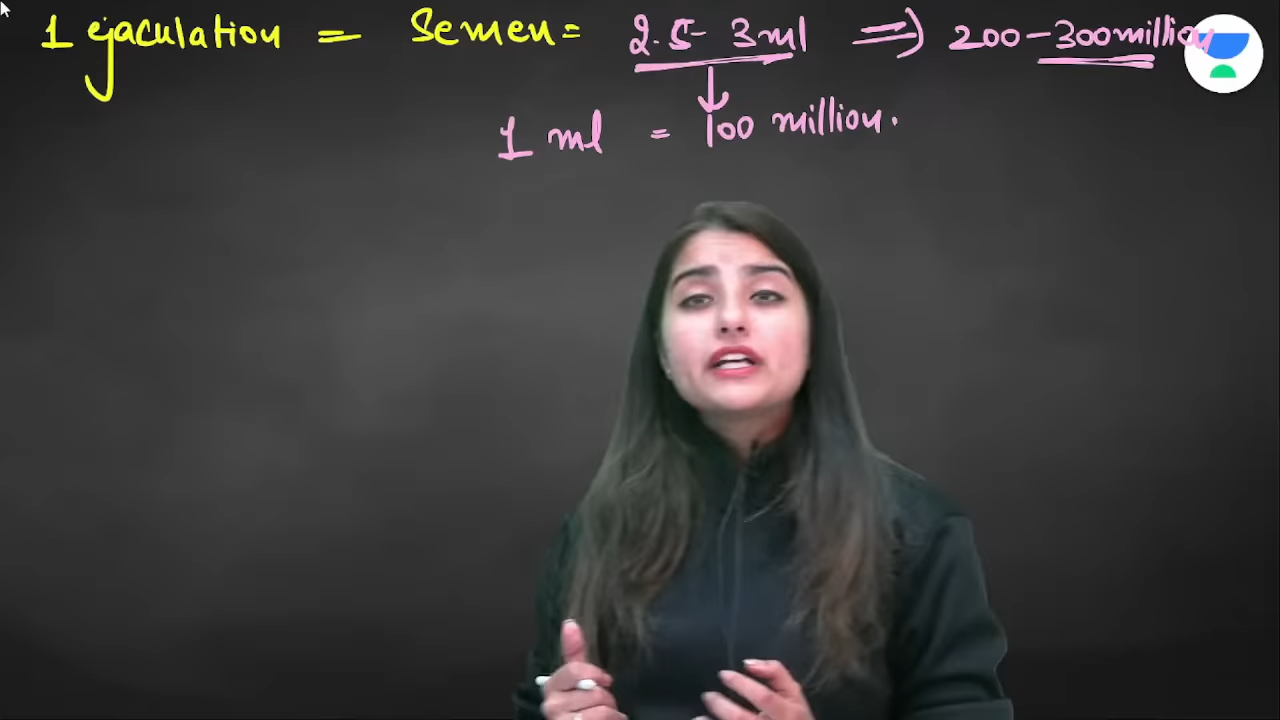 1 ejaculation = Semen = 2.5- 3ml ⇒ 200-300million
1 ml = 100 million.